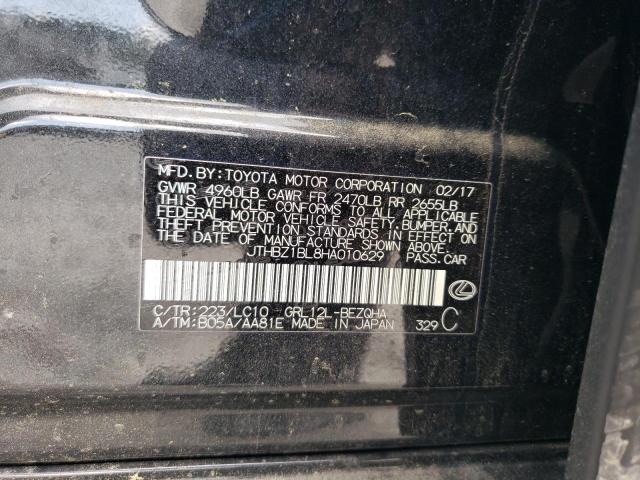 MFD.BY:TOYOTA MOTOR CORPORATION 02/17
GVWR 4960LB GAWR FR 2470LB RR 2655LB
THIS VEHICLE CONFORMS TO ALL APPLICABLE
FEDERAL MOTOR VEHICLE SAFETY,BUMPER,AND
THEFT PREVENTION STANDARDS IN EFFECT ON
THE DATE OF MANUFACTURE SHOWN ABOVE.
JTHBZ1BL8HA010629 PASS.CAR
C/TR:223/LC10 GRL12L-BEZQHA
A/TM:B05A/AA81E MADE IN JAPAN 329 C